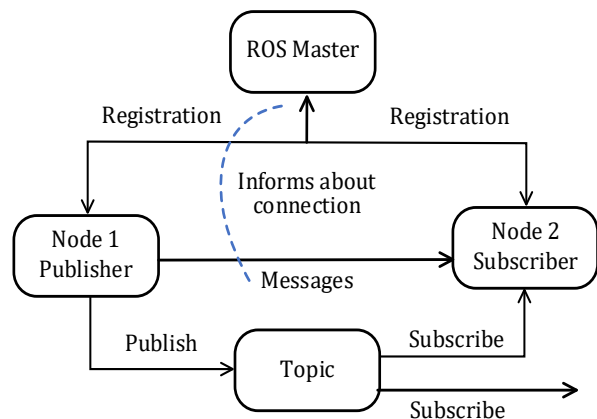 ROS Master
Registration
Registration
Informs about
connection
Node 1
Publisher
Node 2
Subscriber
Messages
Publish
Topic
Subscribe
Subscribe